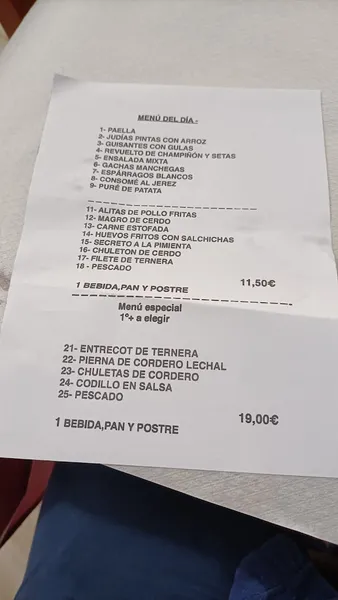 MENÚ DEL DÍA.-
1- PAELLA
2- JUDÍAS PINTAS CON ARROZ
3- GUISANTES CON GULAS
4- REVUELTO DE CHAMPIÑÓN Y SETAS
5- ENSALADA MIXTA
6- GACHAS MANCHEGAS
7- ESPÁRRAGOS BLANCOS
8- CONSOMÉ AL JEREZ
9- PURÉ DE PATATA
11- ALITAS DE POLLO FRITAS
12- MAGRO DE CERDO
13- CARNE ESTOFADA
14- HUEVOS FRITOS CON SALCHICHAS
15- SECRETO A LA PIMIENTA
16- CHULETON DE CERDO
17- FILETE DE TERNERA
18 - PESCADO
11,50€
1 BEBIDA,PAN Y POSTRE
Menú especial
1º+ a elegir
21- ENTRECOT DE TERNERA
22- PIERNA DE CORDERO LECHAL
23- CHULETAS DE CORDERO
24- CODILLO EN SALSA
25- PESCADO
19,00€
1 BEBIDA,PAN Y POSTRE